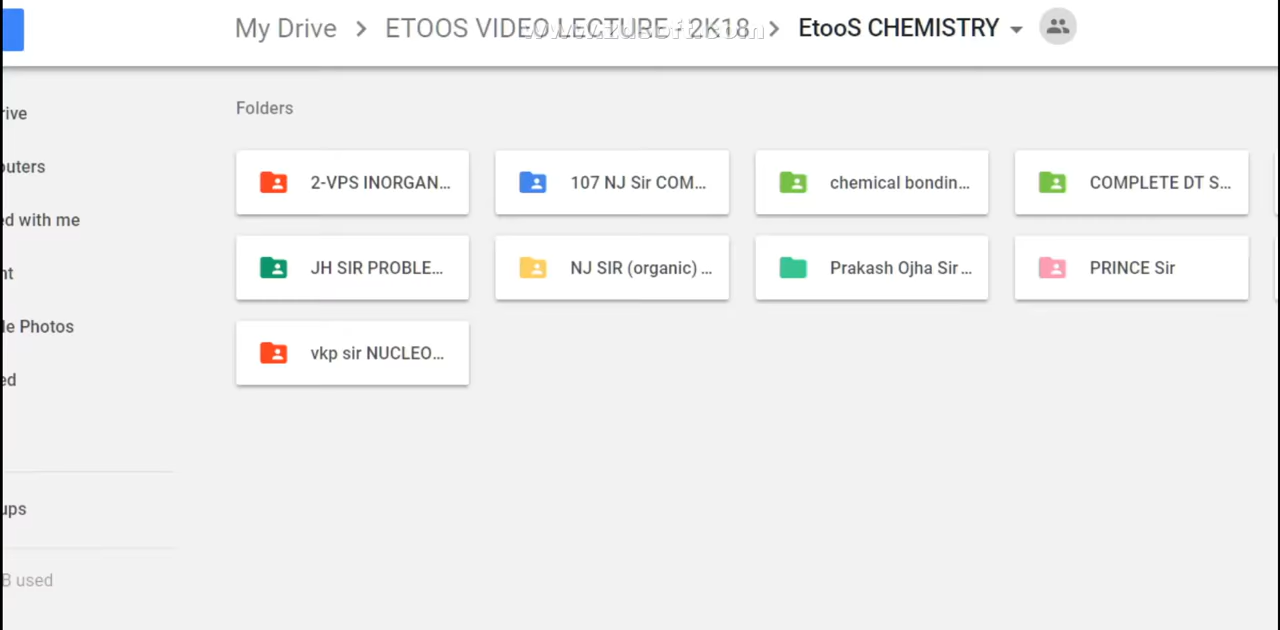 My Drive > ETOOS VIDEO LECTURE - 2K18 > EtooS CHEMISTRY
rive
Folders
puters
2-VPS INORGAN...
107 NJ Sir COM...
chemical bondin...
COMPLETE DT S...
ed with me
nt
JH SIR PROBLE...
NJ SIR (organic) ...
Prakash Ojha Sir ...
PRINCE Sir
le Photos
vkp sir NUCLEO...
ed
ups
B used